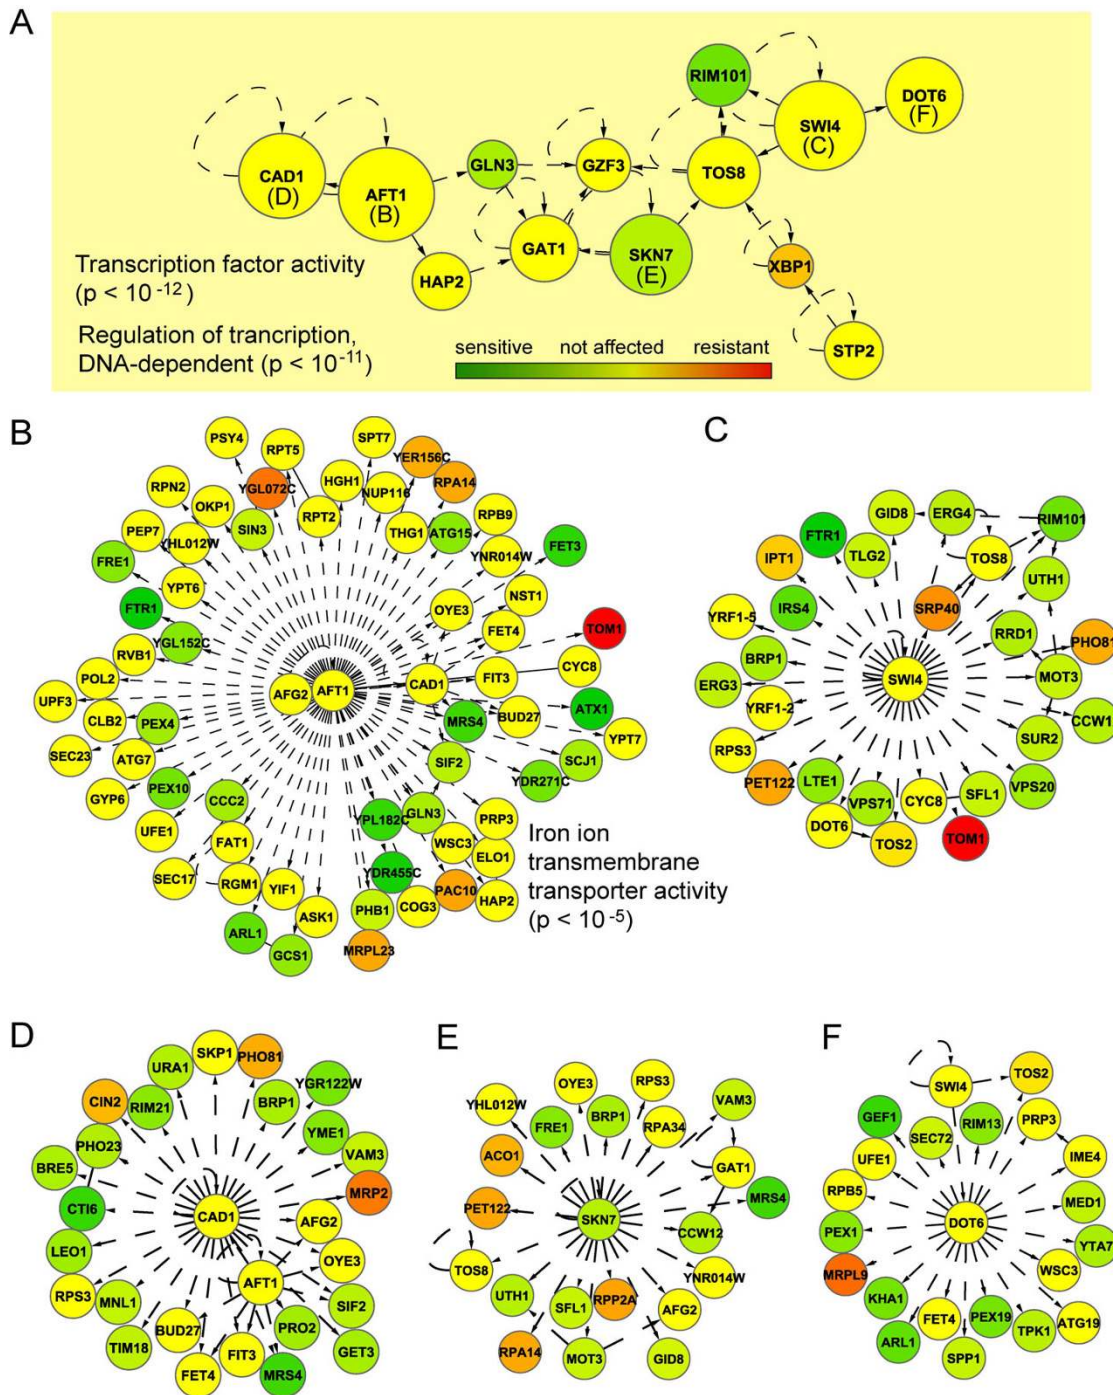 A
RIM101
DOT6
(F)
SWI4
(C)
GLN3
GZF3
TOS8
CAD1
(D)
AFT1
(B)
GAT1
SKN7
(E)
XBP1
HAP2
STP2
Transcription factor activity
(p < 10 -12)
Regulation of trancription,
DNA-dependent (p < 10 -11)
sensitive not affected resistant
B
PSY4
RPT5
SPT7
YER156C
RPN2
OKP1
YGL072C
HGH1
NUP116
RPA14
PEP7
YHL012W
SIN3
RPT2
THG1
ATG15
RPB9
FRE1
YPT6
YNR014W
FET3
FTR1
YGL152C
OYE3
NST1
RVB1
FET4
TOM1
POL2
CYC8
UPF3
AFG2
AFT1
CAD1
FIT3
CLB2
PEX4
MRS4
BUD27
ATX1
SEC23
ATG7
YPT7
GYP6
PEX10
SIF2
SCJ1
YDR271C
UFE1
CCC2
YPL182C
GLN3
PRP3
FAT1
WSC3
ELO1
SEC17
RGM1
YIF1
YDR455C
PAC10
HAP2
ASK1
PHB1
COG3
ARL1
GCS1
MRPL23
Iron ion
transmembrane
transporter activity
(p < 10 -5)
C
GID8
ERG4
RIM101
FTR1
TLG2
TOS8
IPT1
UTH1
IRS4
SRP40
YRF1-5
RRD1
PHO81
BRP1
SWI4
MOT3
ERG3
YRF1-2
CCW1
RPS3
SUR2
PET122
LTE1
VPS71
CYC8
SFL1
VPS20
DOT6
TOS2
TOM1
D
URA1
SKP1
PHO81
YGR122W
CIN2
RIM21
BRP1
YME1
PHO23
VAM3
BRE5
MRP2
CTI6
CAD1
AFG2
LEO1
OYE3
RPS3
MNL1
AFT1
SIF2
TIM18
BUD27
PRO2
GET3
FET4
FIT3
MRS4
E
OYE3
RPS3
YHL012W
FRE1
BRP1
RPA34
VAM3
ACO1
GAT1
MRS4
PET122
SKN7
CCW12
TOS8
YNR014W
UTH1
SFL1
RPP2A
AFG2
RPA14
MOT3
GID8
F
SWI4
TOS2
GEF1
SEC72
RIM13
PRP3
UFE1
IME4
RPB5
MED1
PEX1
DOT6
YTA7
MRPL9
WSC3
KHA1
FET4
PEX19
TPK1
ATG19
ARL1
SPP1